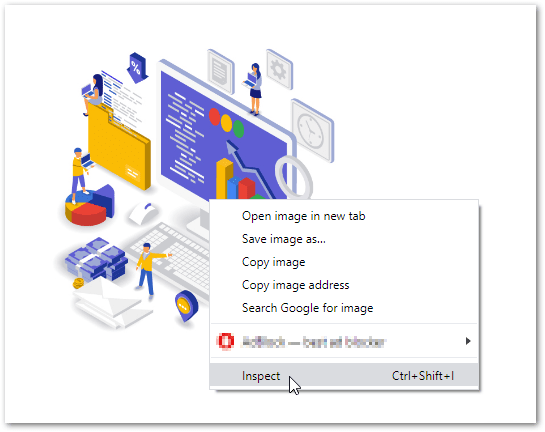 %
Open image in new tab
Save image as...
Copy image
Copy image address
Search Google for image
Inspect Ctrl+Shift+I